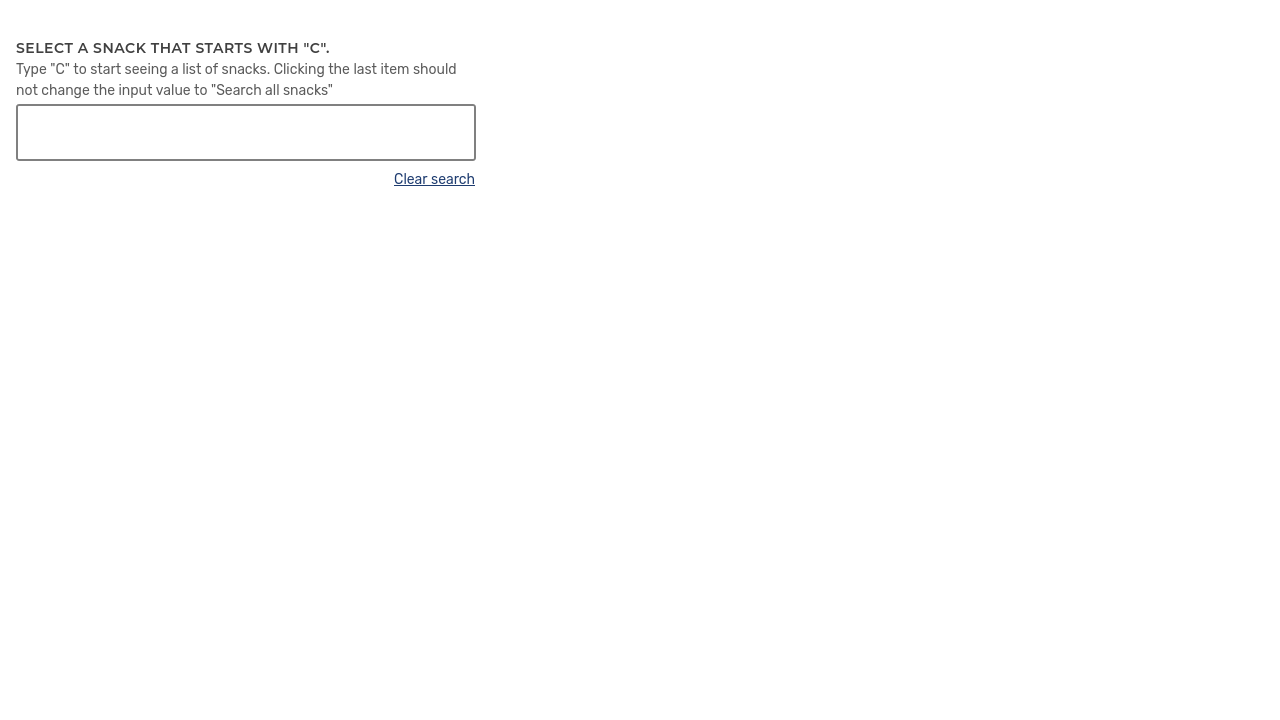 SELECT A SNACK THAT STARTS WITH "C".
Type "C" to start seeing a list of snacks. Clicking the last item should
not change the input value to "Search all snacks"
Clear search